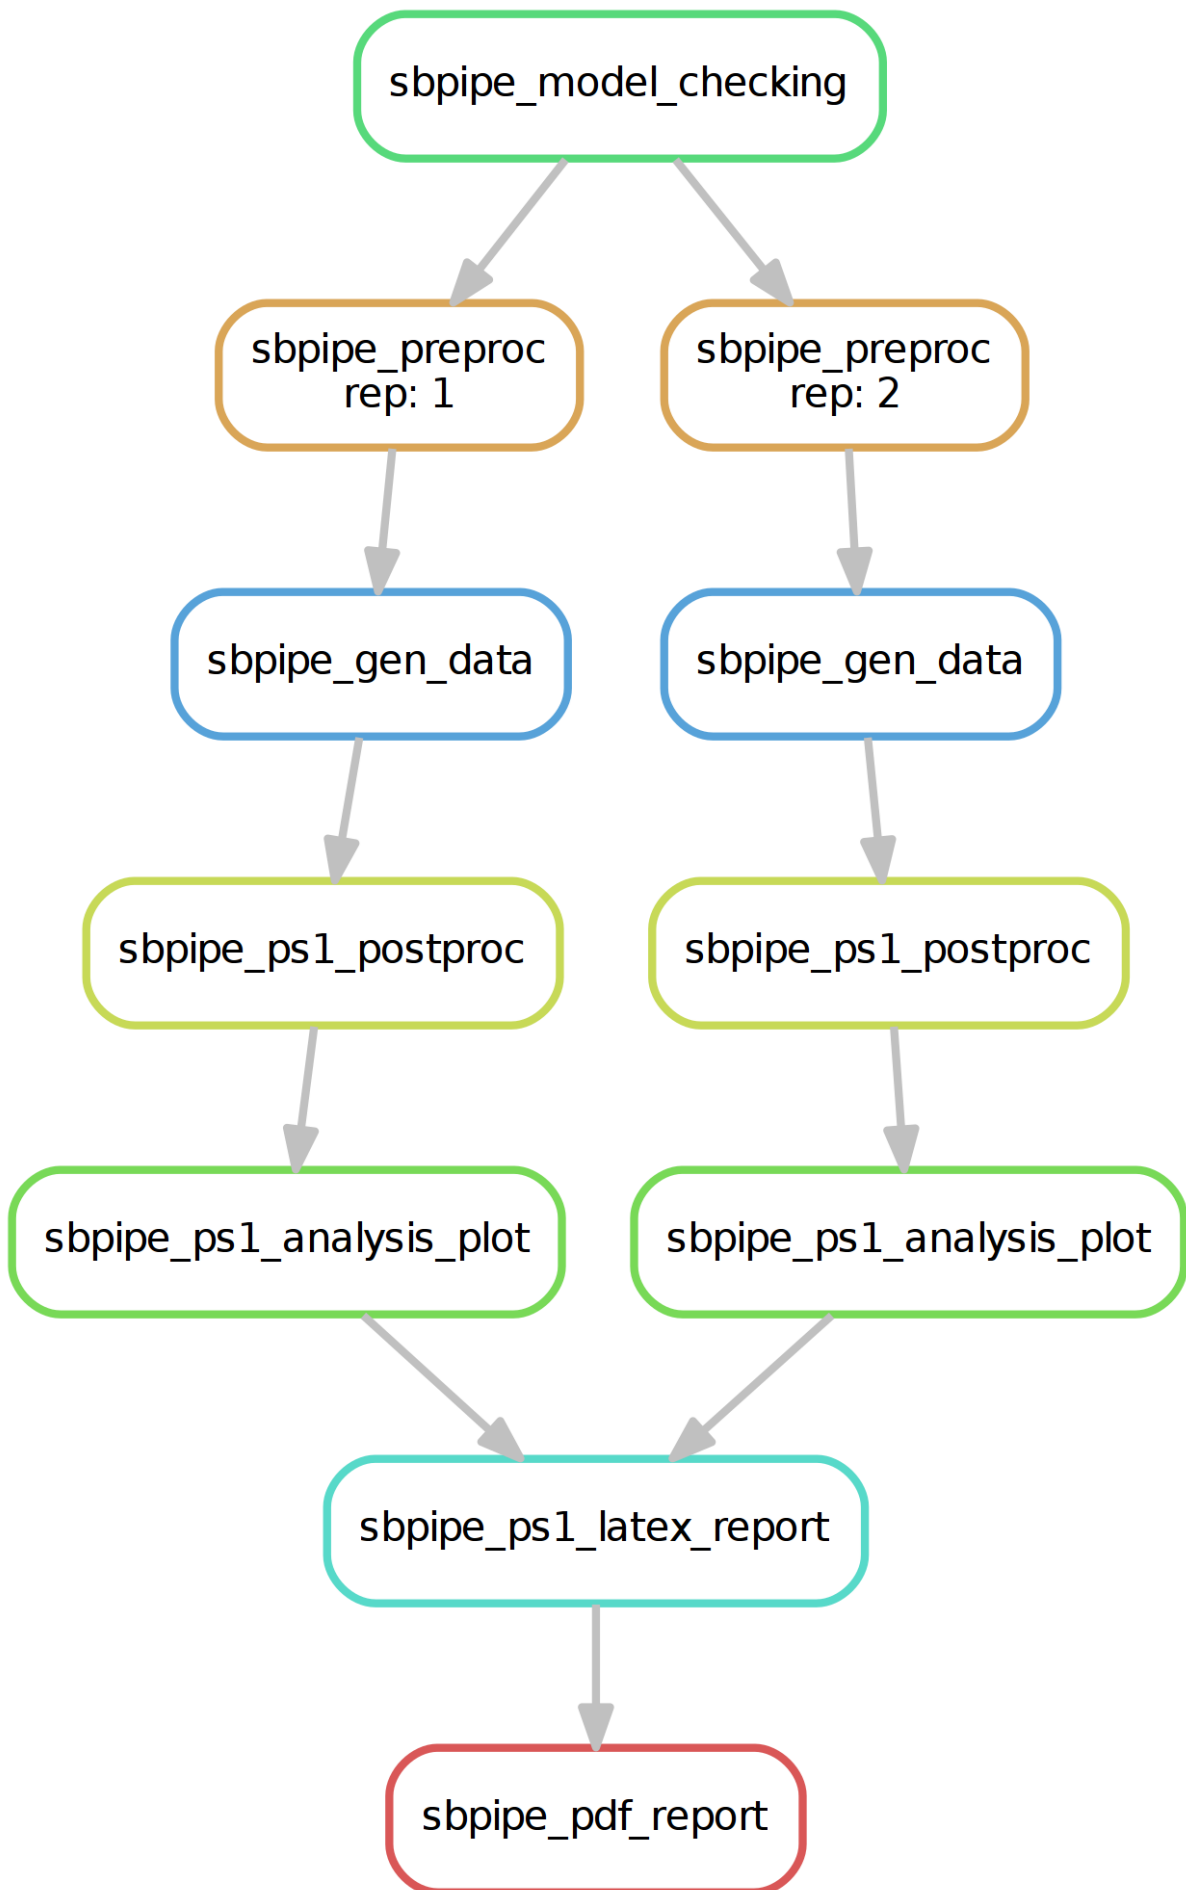 sbpipe_model_checking
sbpipe_preproc
rep: 1
sbpipe_preproc
rep: 2
sbpipe_gen_data
sbpipe_gen_data
sbpipe_ps1_postproc
sbpipe_ps1_postproc
sbpipe_ps1_analysis_plot
sbpipe_ps1_analysis_plot
sbpipe_ps1_latex_report
sbpipe_pdf_report